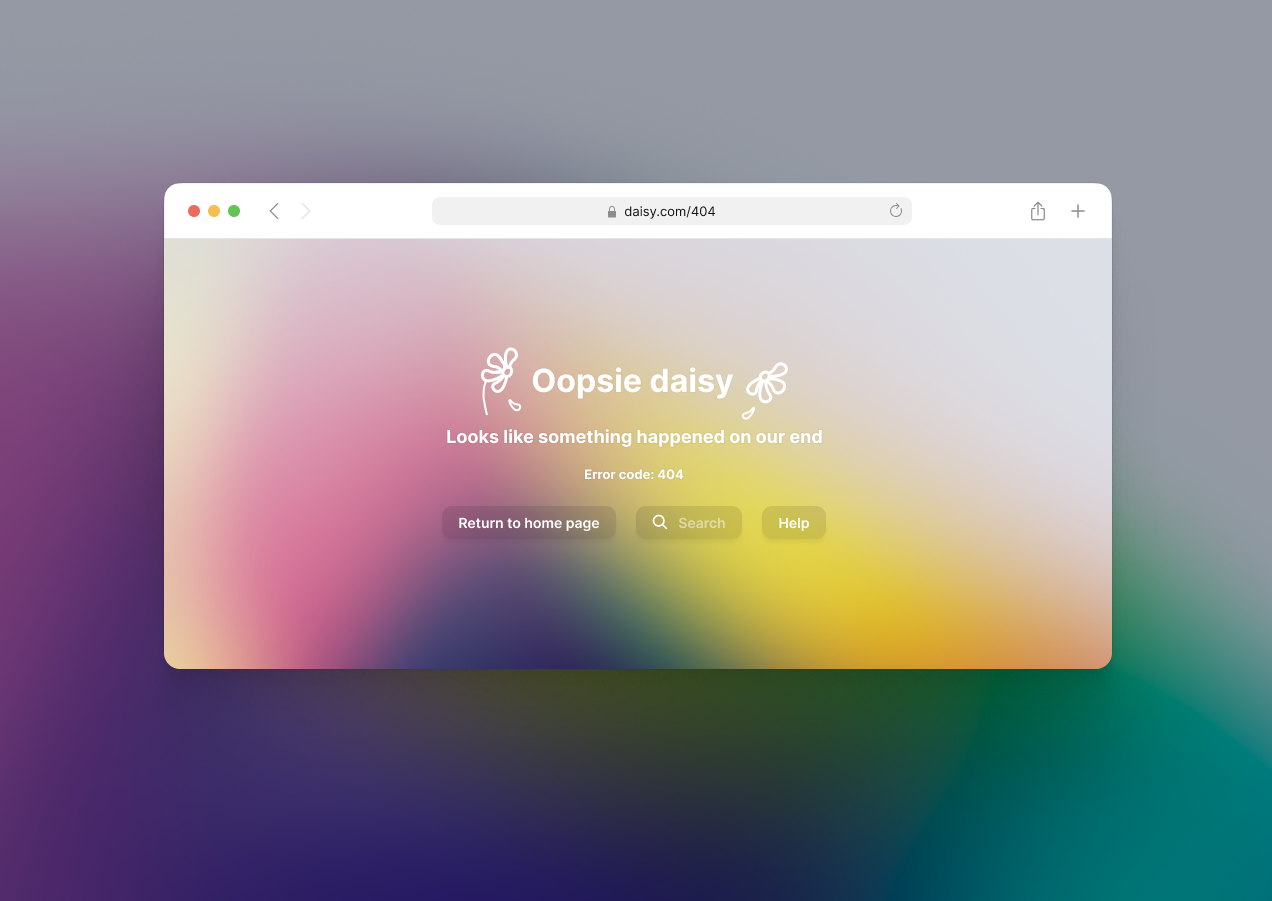 daisy.com/404
Oopsie daisy
Looks like something happened on our end
Error code: 404
Return to home page
Search
Help